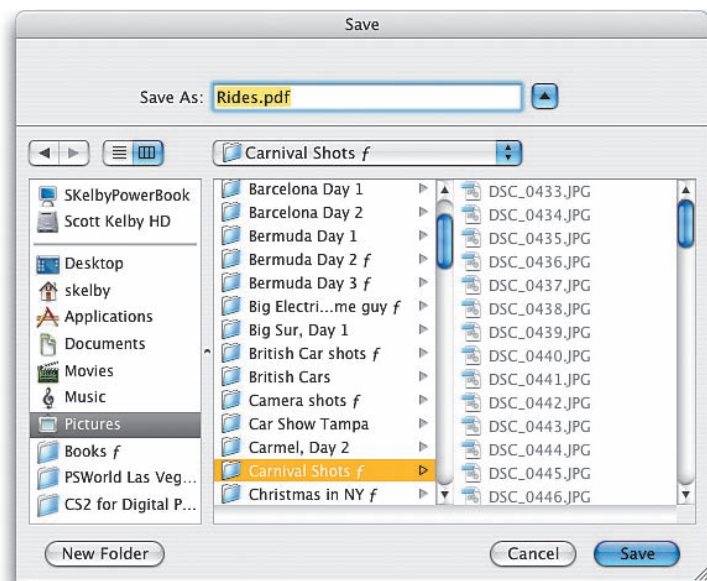 Save
Save As: Rides.pdf
Carnival Shots ƒ
SKelbyPowerBook
Scott Kelby HD
Desktop
skelby
Applications
Documents
Movies
Music
Pictures
Books ƒ
PSWorld Las Veg...
CS2 for Digital P...
Barcelona Day 1
Barcelona Day 2
Bermuda Day 1
Bermuda Day 2 ƒ
Bermuda Day 3 ƒ
Big Electri...me guy ƒ
Big Sur, Day 1
British Car shots ƒ
British Cars
Camera shots ƒ
Car Show Tampa
Carmel, Day 2
Carnival Shots ƒ
Christmas in NY ƒ
DSC_0433.JPG
DSC_0434.JPG
DSC_0435.JPG
DSC_0436.JPG
DSC_0437.JPG
DSC_0438.JPG
DSC_0439.JPG
DSC_0440.JPG
DSC_0441.JPG
DSC_0442.JPG
DSC_0443.JPG
DSC_0444.JPG
DSC_0445.JPG
DSC_0446.JPG
New Folder
Cancel
Save